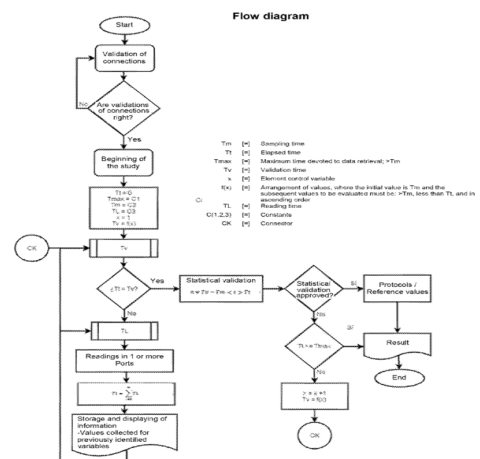 Flow diagram
Start
Validation of
connections
No
Are validations
of connections
right?
Yes
Beginning of
the study
Tt = 0
Tmax = C1
Tm = C2
TL = C3
x = 1
Tv = f(x)
Tm [=] Sampling time
Tt [=] Elapsed time
Tmax [=] Maximum time devoted to data retrieval; >Tm
Tv [=] Validation time
x [=] Element control variable
f(x) [=] Arrangement of values, where the initial value is Tm and the
subsequent values to be evaluated must be: >Tm, less than Tt, and in
ascending order
TL [=] Reading time
C(1,2,3) [=] Constants
CK [=] Connector
CK
Tv
¿Tt = Tv?
Yes
No
Statistical validation
Statistical
validation
approved?
Sí
No
Protocols /
Reference values
TL
Tt >= Tmax
Sí
No
Result
End
Readings in 1 or more
Ports
x = x +1
Tv = f(x)
CK
Storage and displaying of
information
-Values collected for
previously identified
variables